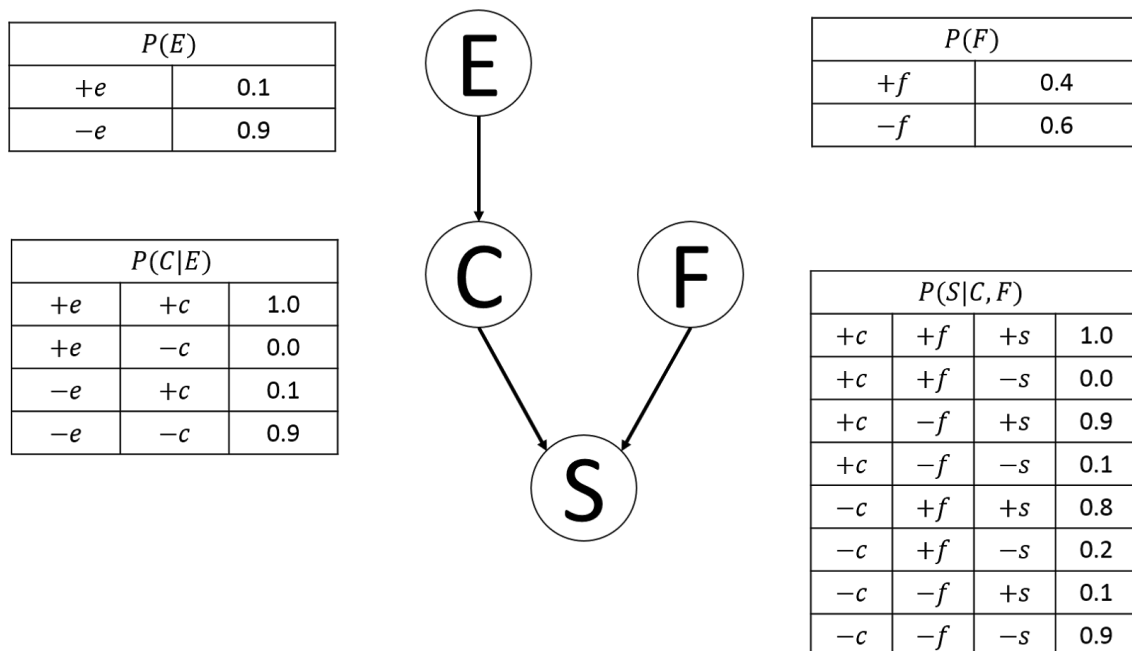 P(E)
+e 0.1
−e 0.9
E
P(F)
+f 0.4
−f 0.6
P(C|E)
+e +c 1.0
+e −c 0.0
−e +c 0.1
−e −c 0.9
C
F
S
P(S|C, F)
+c +f +s 1.0
+c +f −s 0.0
+c −f +s 0.9
+c −f −s 0.1
−c +f +s 0.8
−c +f −s 0.2
−c −f +s 0.1
−c −f −s 0.9